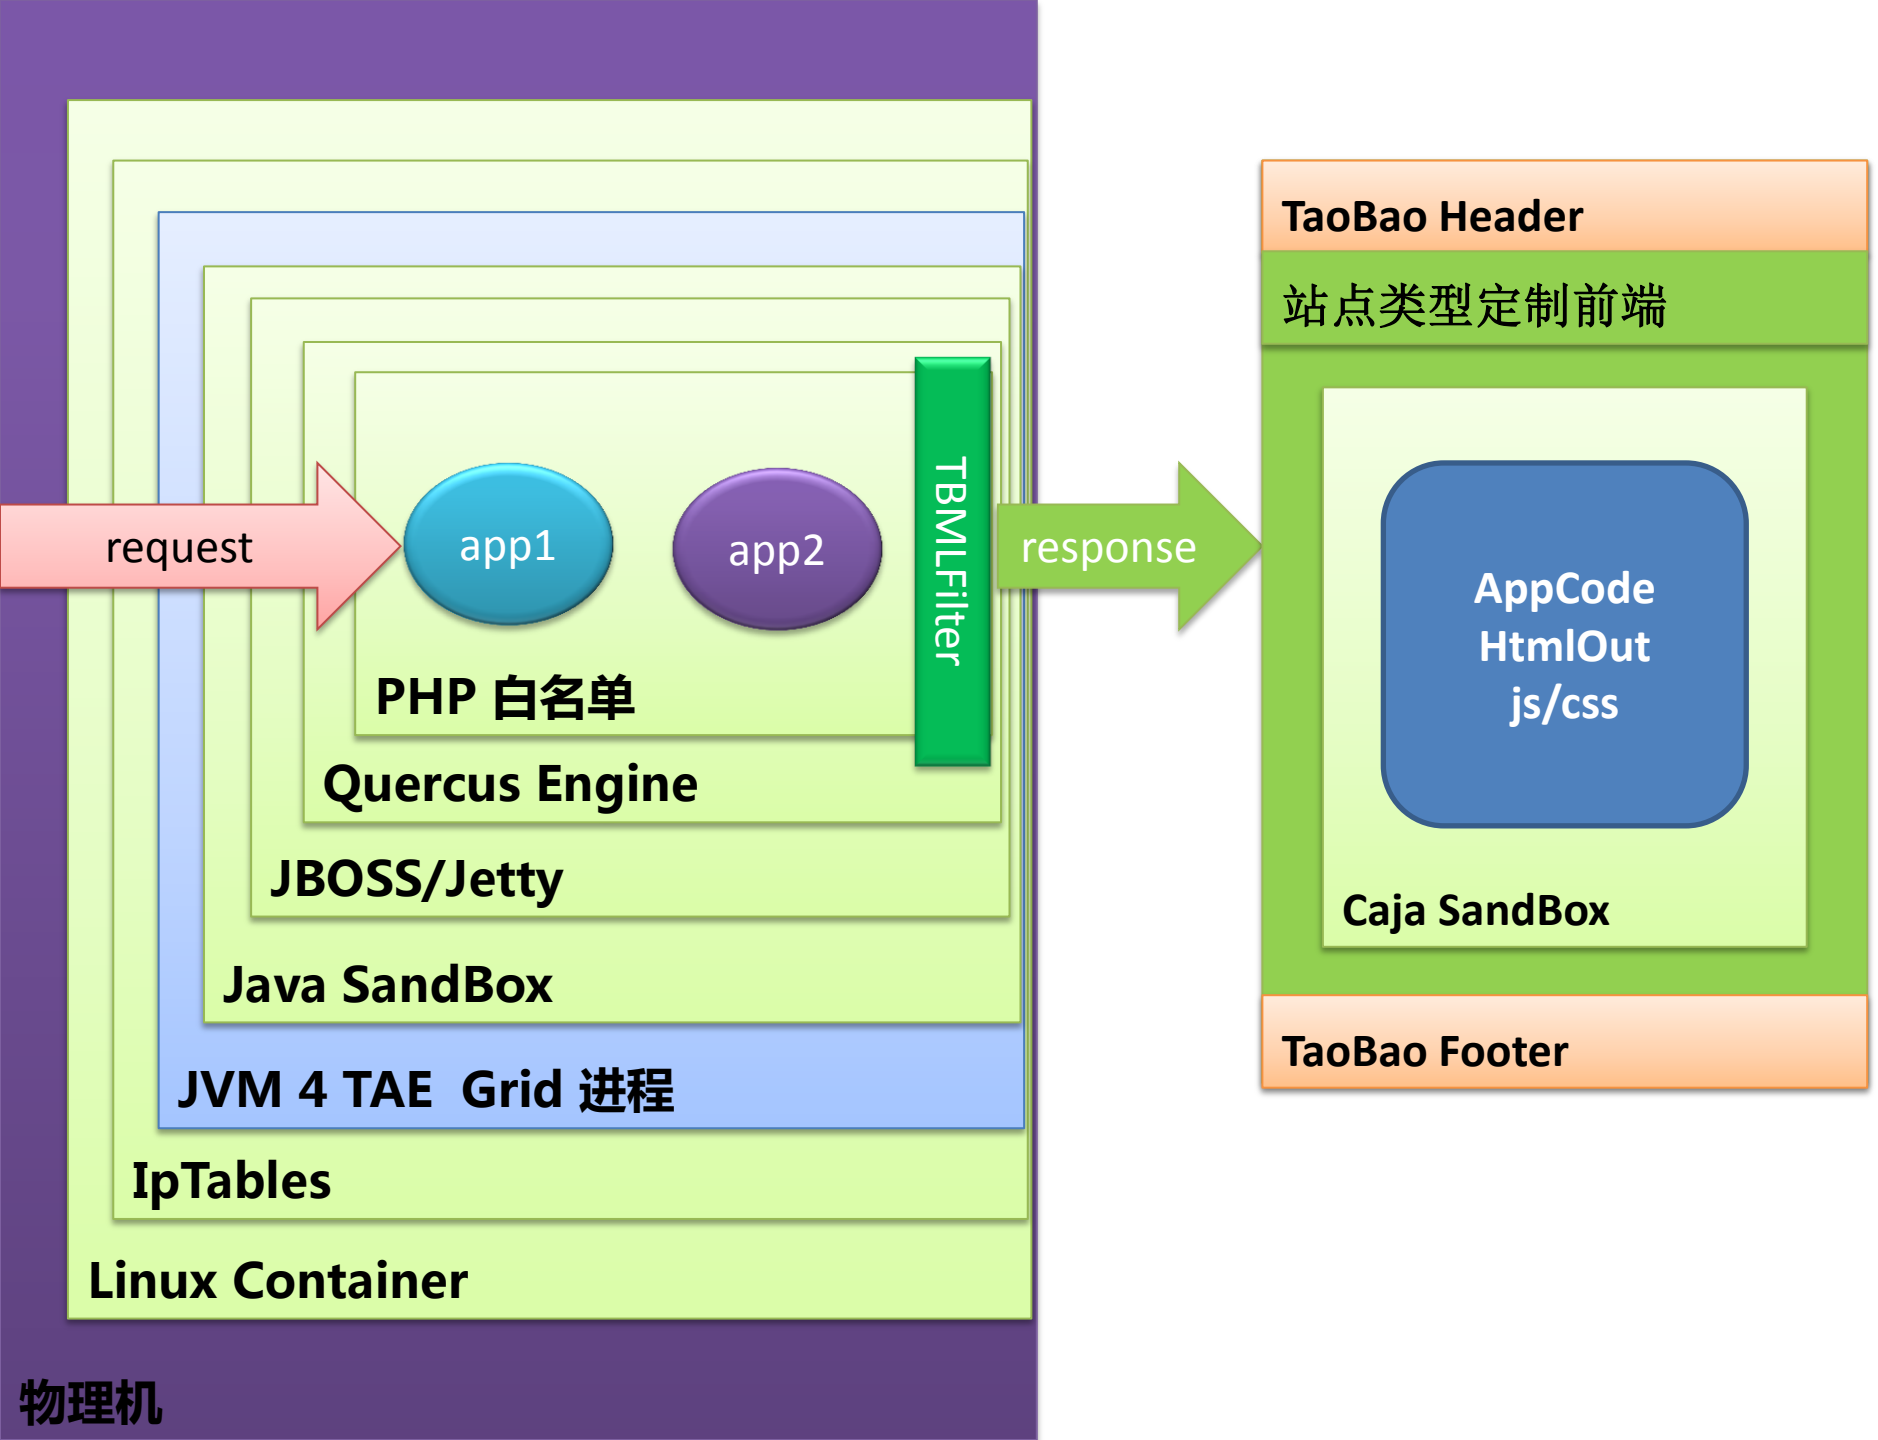 request
app1
app2
TBMLFilter
PHP 白名单
Quercus Engine
JBOSS/Jetty
Java SandBox
JVM 4 TAE  Grid 进程
IpTables
Linux Container
物理机
response
TaoBao Header
站点类型定制前端
AppCode
HtmlOut
js/css
Caja SandBox
TaoBao Footer